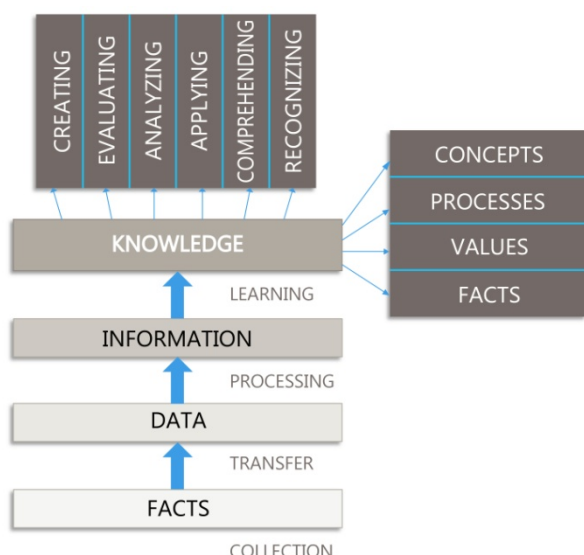 CREATING
EVALUATING
ANALYZING
APPLYING
COMPREHENDING
RECOGNIZING
CONCEPTS
PROCESSES
VALUES
FACTS
KNOWLEDGE
LEARNING
INFORMATION
PROCESSING
DATA
TRANSFER
FACTS
COLLECTION